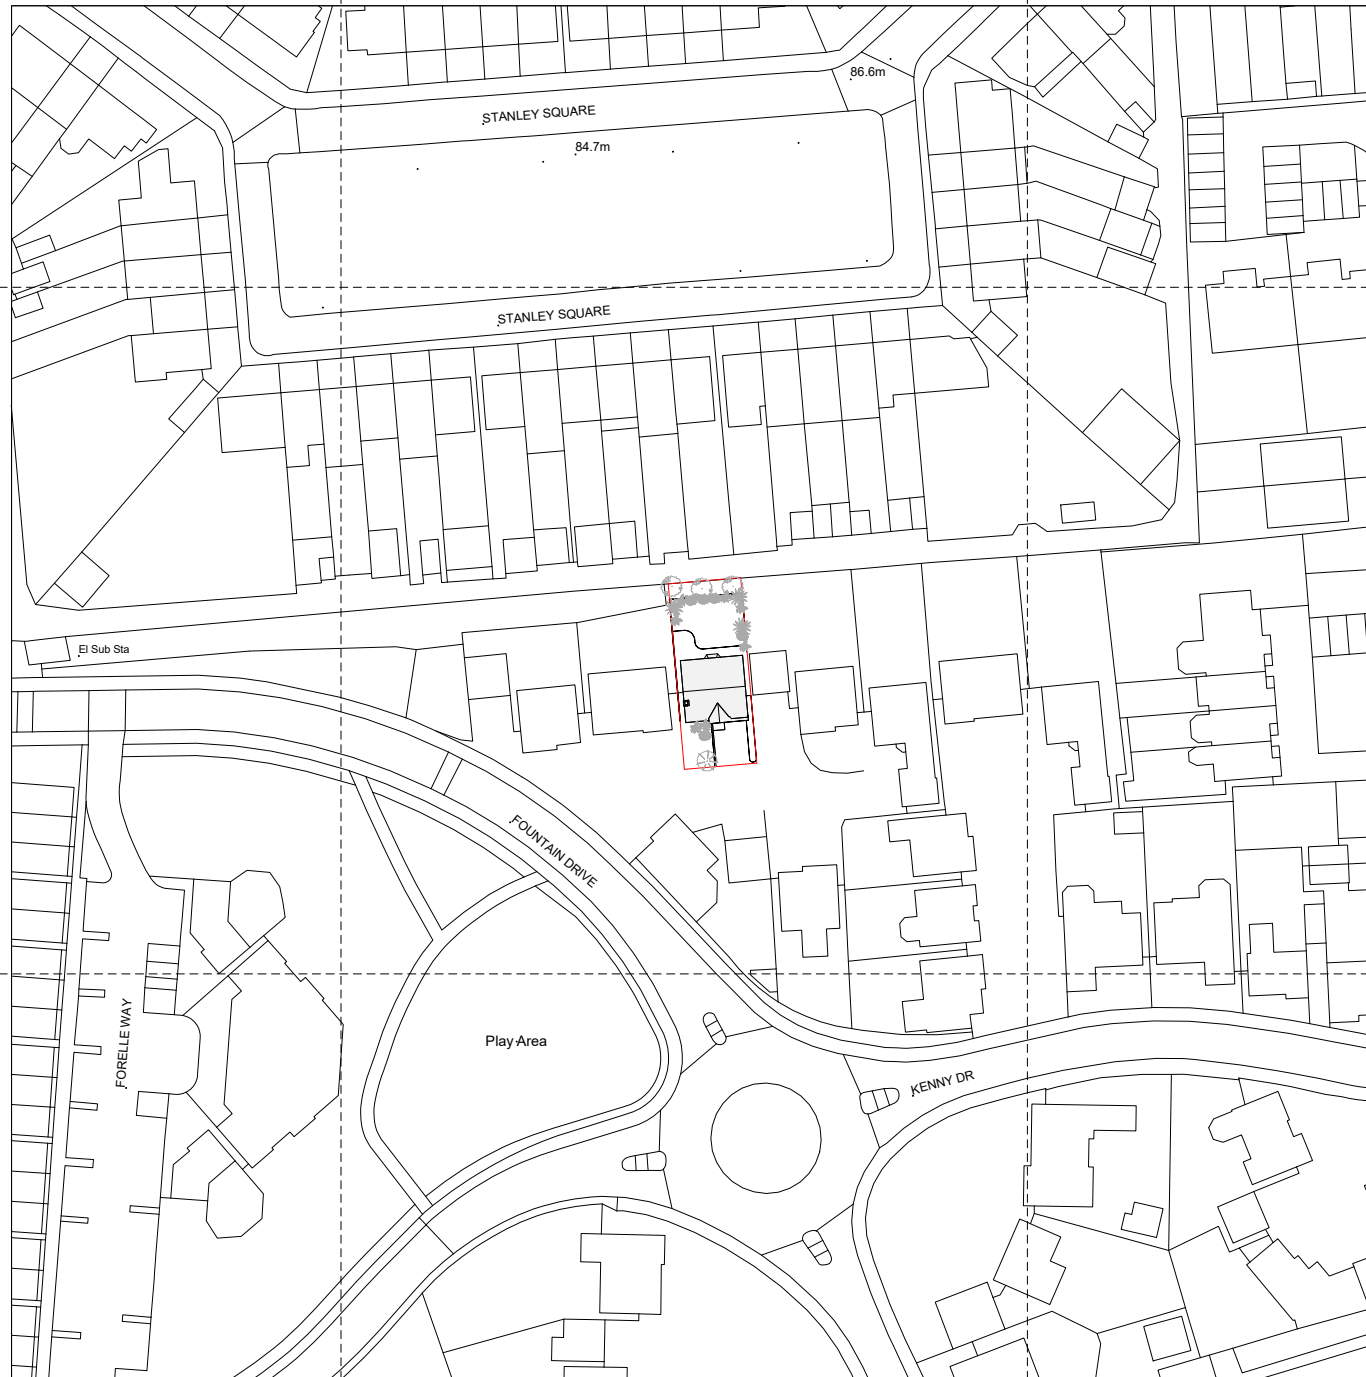 86.6m
STANLEY SQUARE
84.7m
STANLEY SQUARE
El Sub Sta
FOUNTAIN DRIVE
FORELLE WAY
Play Area
KENNY DR